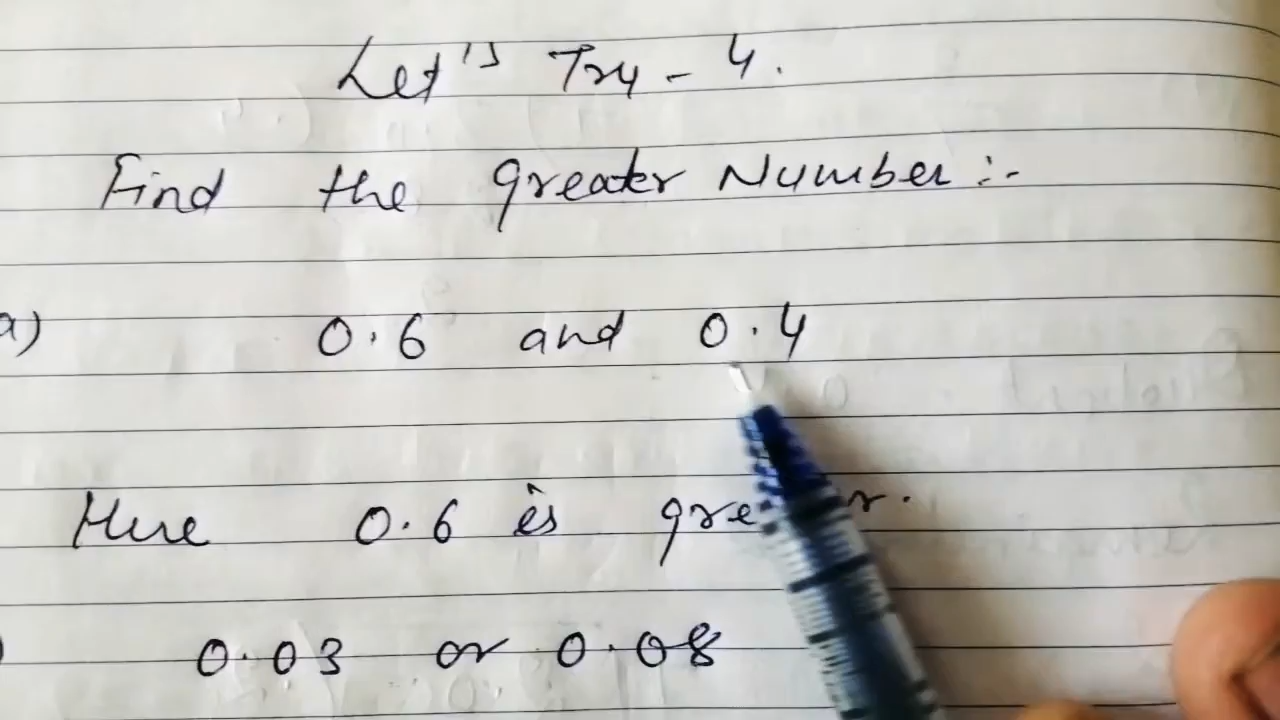 Let's Try - 4.
Find the greater Number :-
a) 0.6 and 0.4
Here 0.6 is
0.03 or 0.08